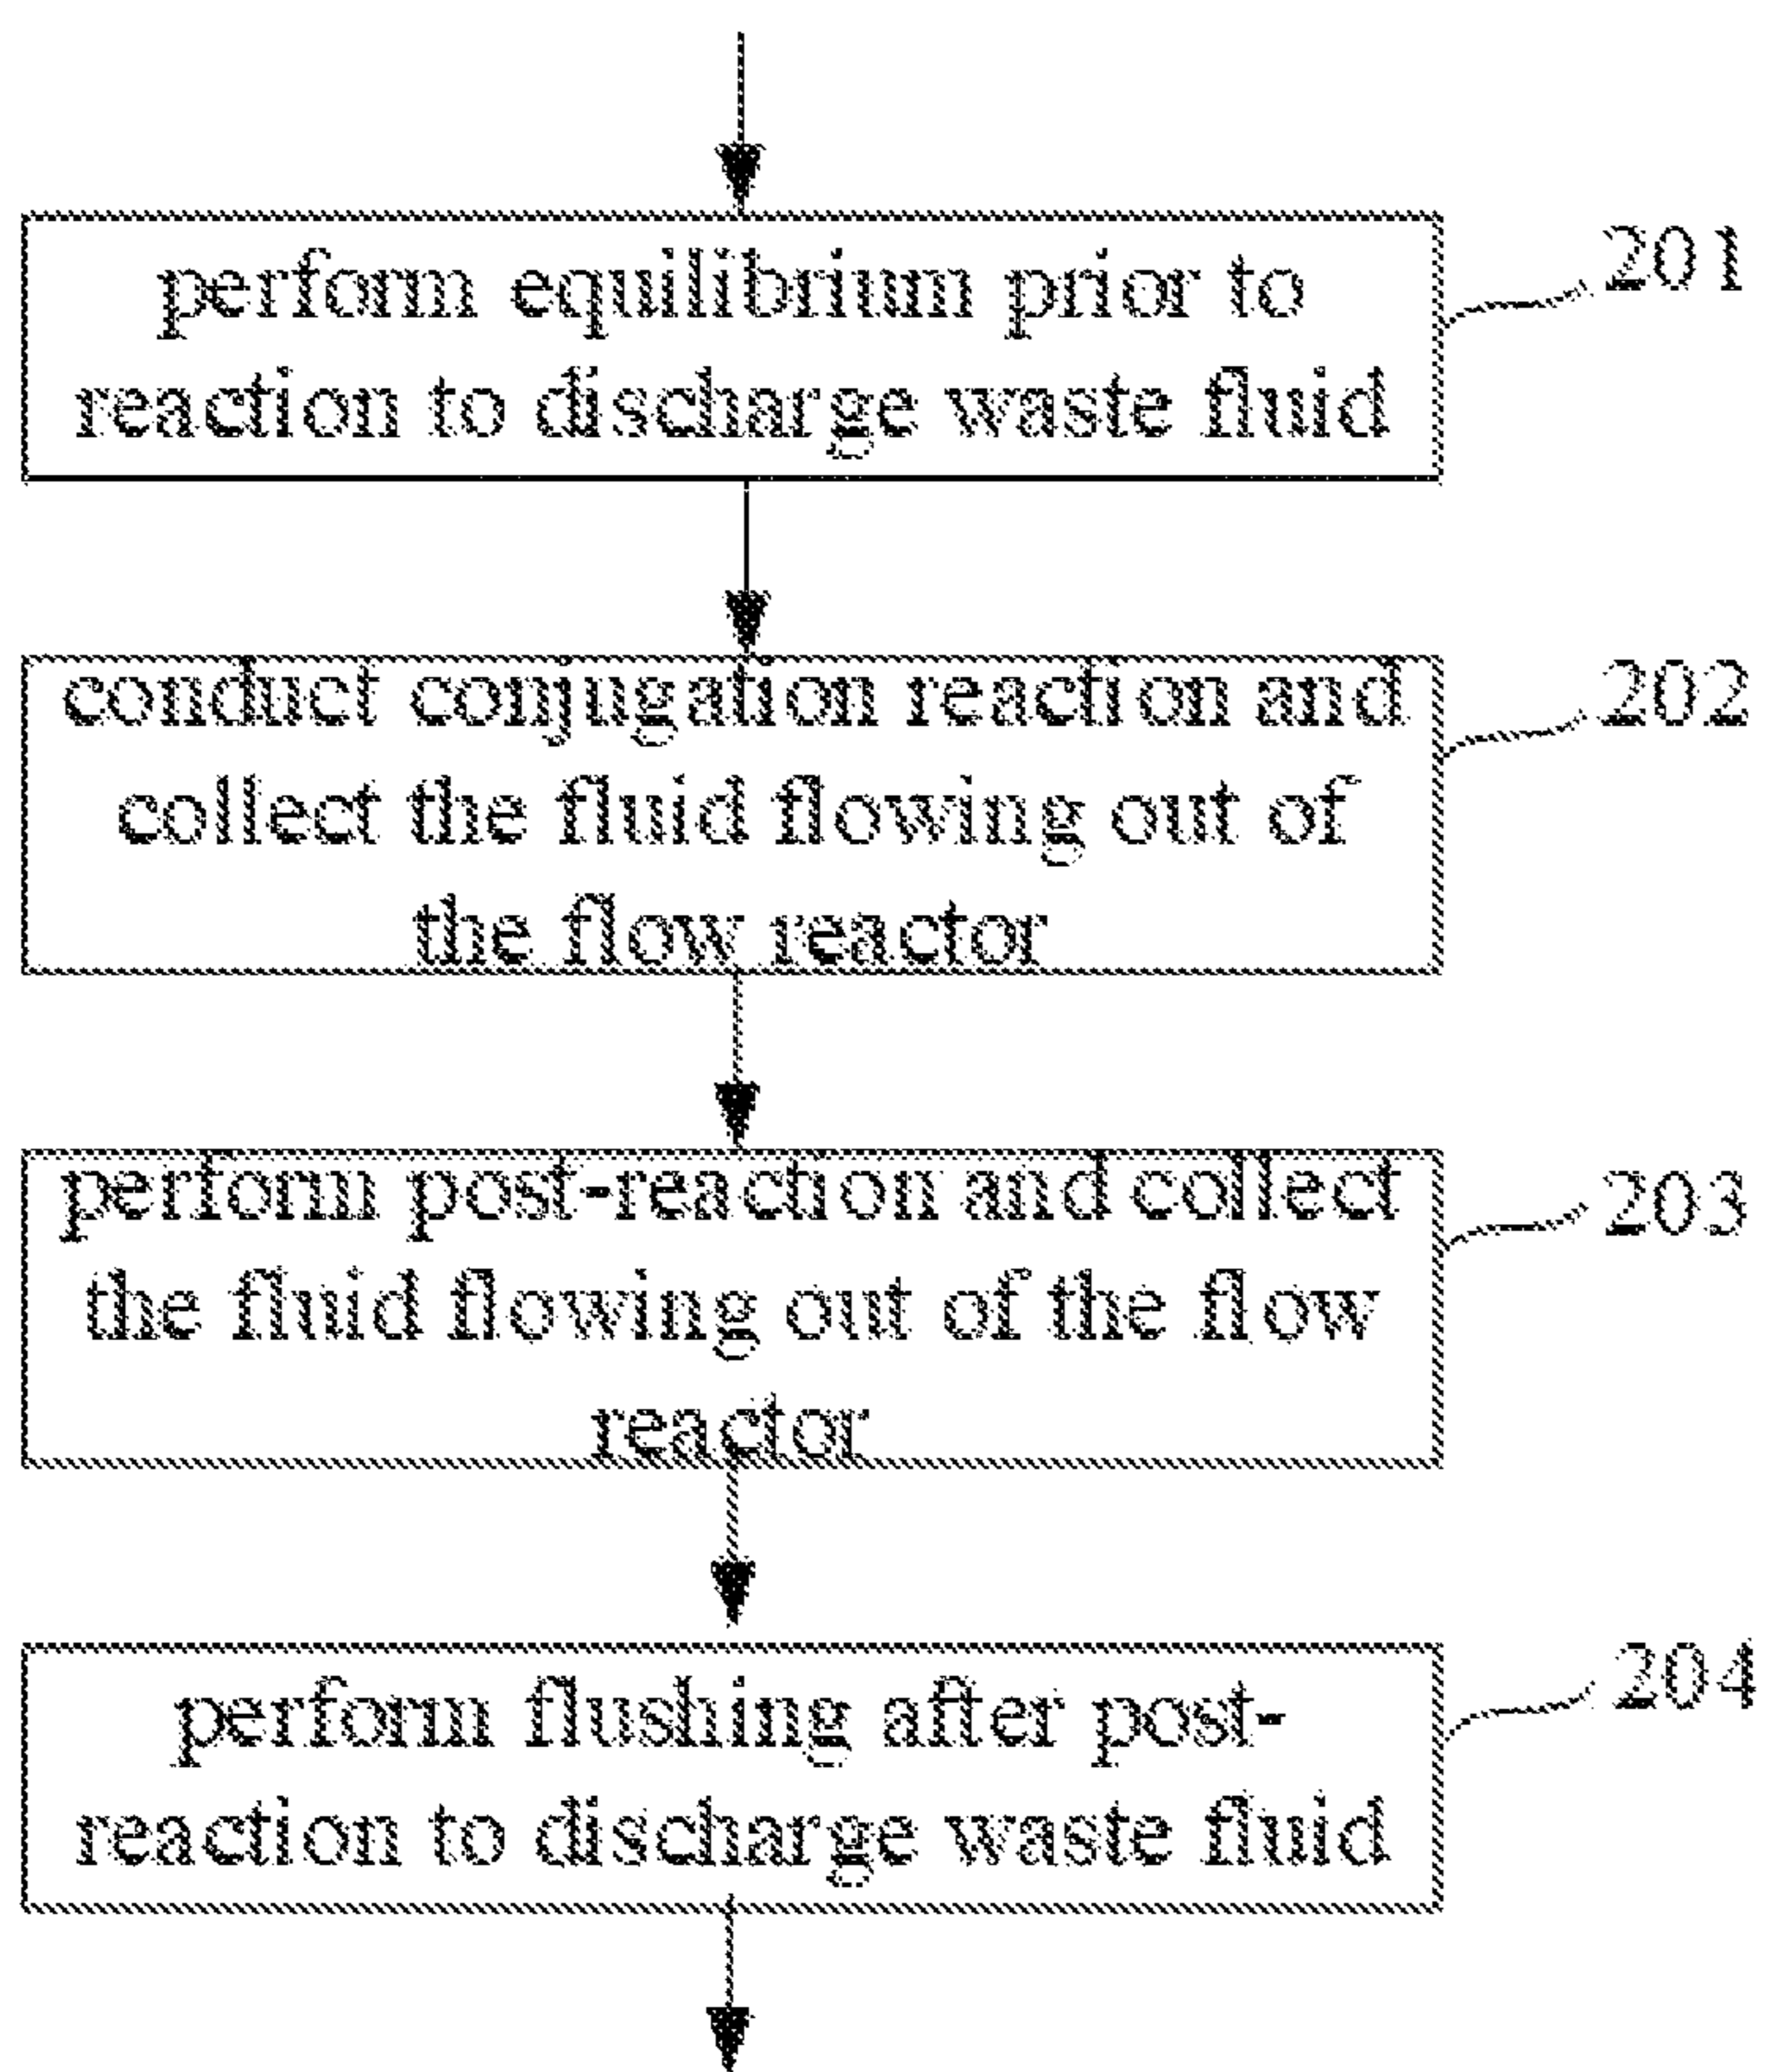 perform equilibrium prior to
reaction to discharge waste fluid
201
conduct conjugation reaction and
collect the fluid flowing out of
the flow reactor
202
perform post-reaction and collect
the fluid flowing out of the flow
reactor
203
perform flushing after post-
reaction to discharge waste fluid
204